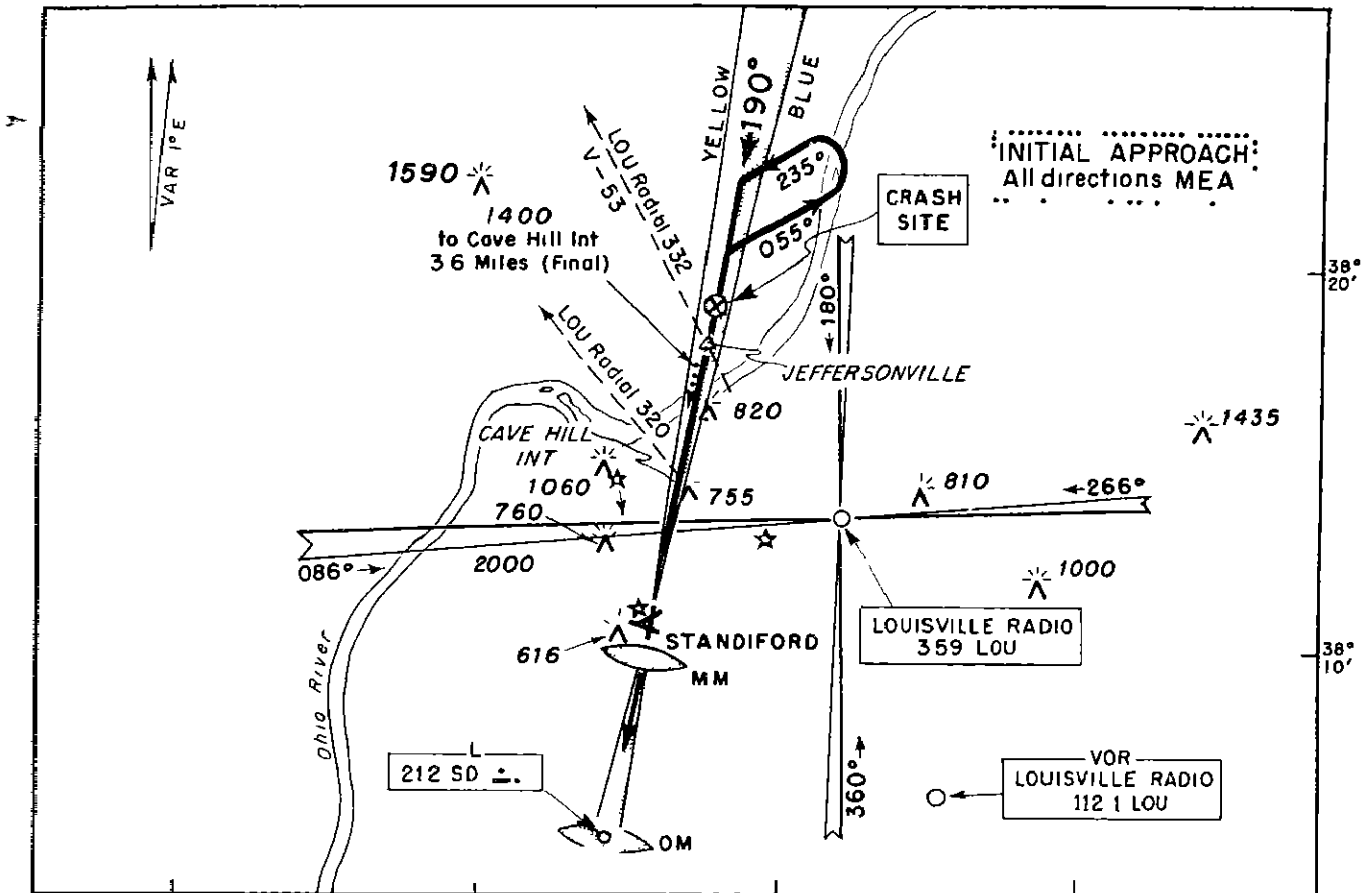 YELLOW
BLUE
190°
VAR 1° E
INITIAL APPROACH
All directions MEA
1590
LOU Radial 332
V-53
235°
055°
CRASH
SITE
1400
to Cave Hill Int
3 6 Miles (Final)
38°
20'
180°
LOU Radial 320
JEFFERSONVILLE
820
CAVE HILL
INT
1435
1060
755
810
266°
760
086°
2000
1000
LOUISVILLE RADIO
359 LOU
STANDIFORD
616
MM
38°
10'
Ohio River
L
212 SD
360°
VOR
LOUISVILLE RADIO
112 1 LOU
OM